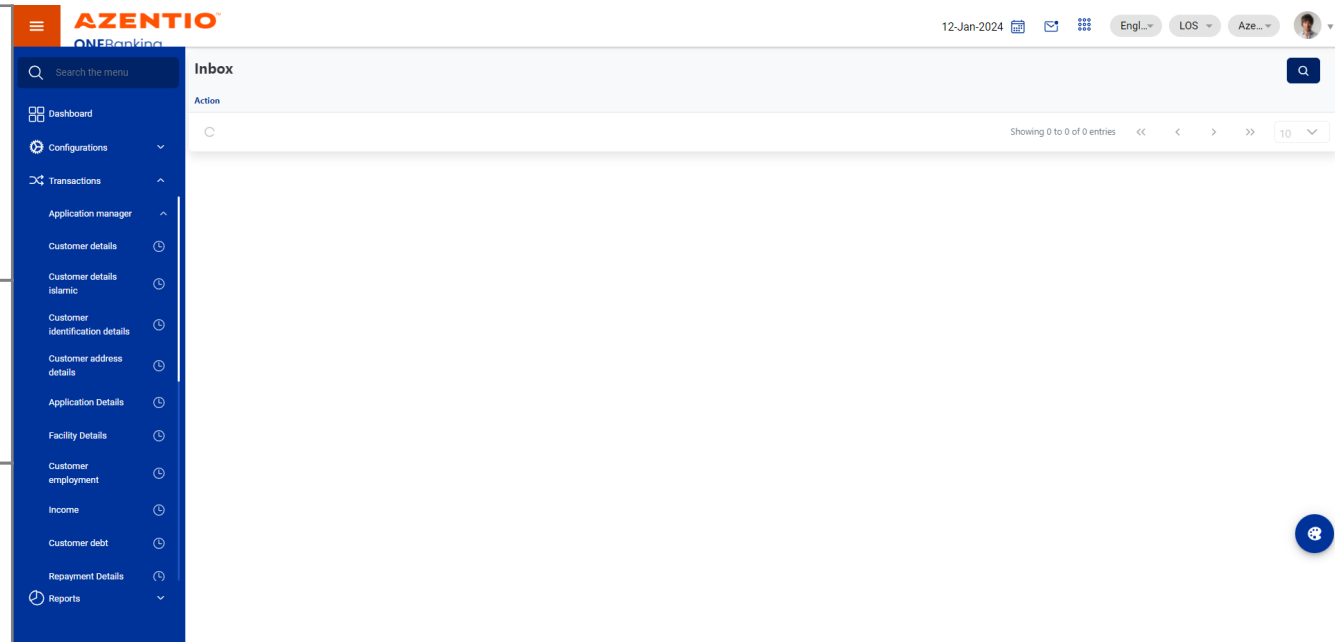 AZENTIO
ONEBanking
12-Jan-2024
Engl...
LOS
Aze...
Search the menu
Inbox
Dashboard
Action
Showing 0 to 0 of 0 entries
10
Configurations
Transactions
Application manager
Customer details
Customer details
islamic
Customer
identification details
Customer address
details
Application Details
Facility Details
Customer
employment
Income
Customer debt
Repayment Details
Reports